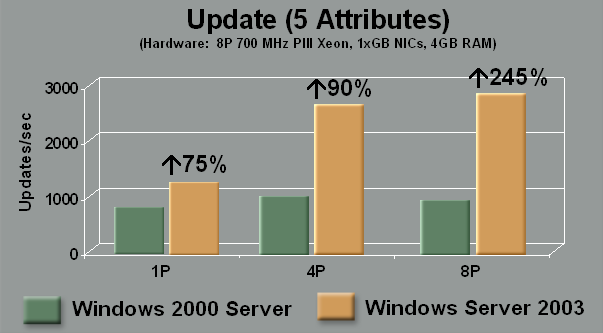 Update (5 Attributes)
(Hardware: 8P 700 MHz PIII Xeon, 1xGB NICs, 4GB RAM)
Updates/sec
3000
2000
1000
0
↑75%
↑90%
↑245%
1P
4P
8P
Windows 2000 Server
Windows Server 2003